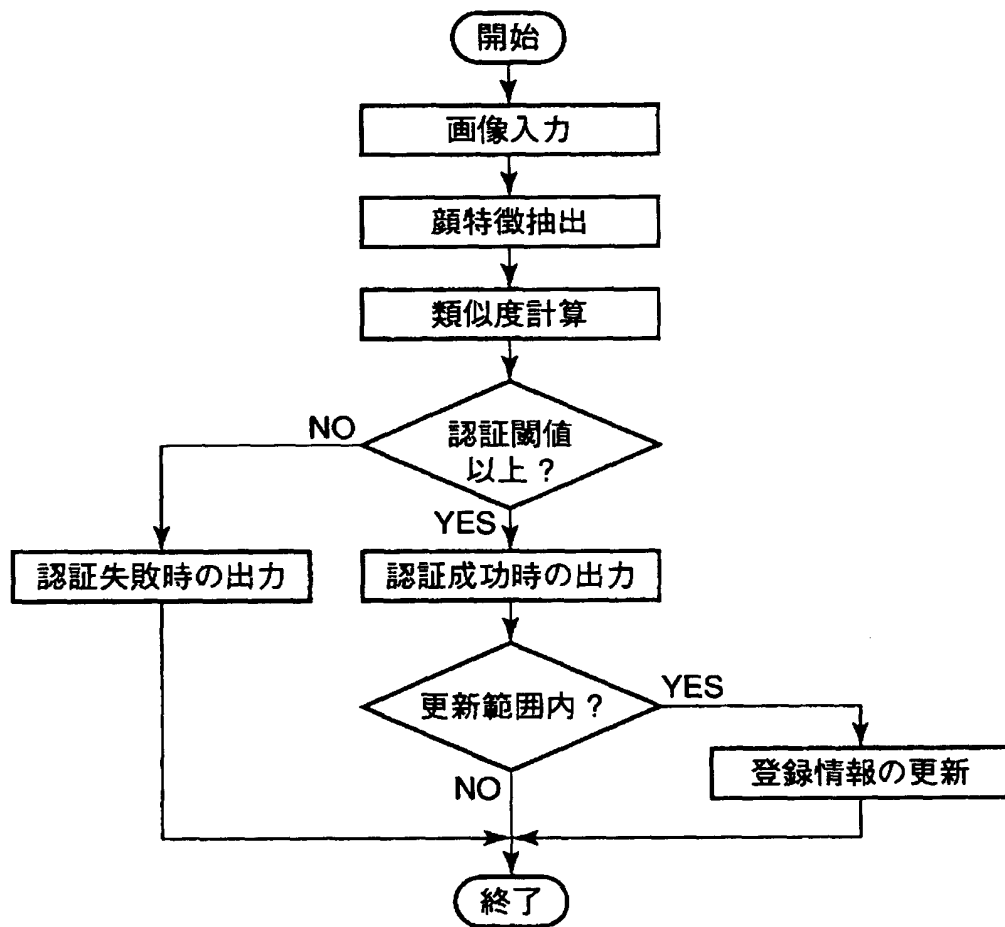 開始
画像入力
顔特徴抽出
類似度計算
認証閾値
以上？
NO
YES
認証失敗時の出力
認証成功時の出力
更新範囲内？
YES
NO
登録情報の更新
終了